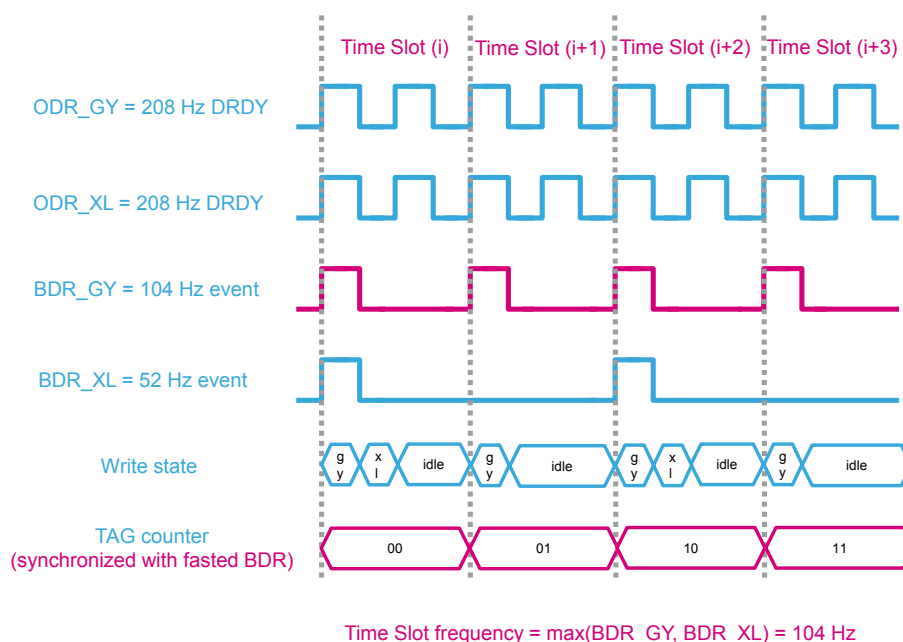 Time Slot (i) Time Slot (i+1) Time Slot (i+2) Time Slot (i+3)
ODR_GY = 208 Hz DRDY
ODR_XL = 208 Hz DRDY
BDR_GY = 104 Hz event
BDR_XL = 52 Hz event
Write state
g y x l idle g y idle g y x l idle g y idle
TAG counter
(synchronized with fasted BDR)
00 01 10 11
Time Slot frequency = max(BDR_GY, BDR_XL) = 104 Hz